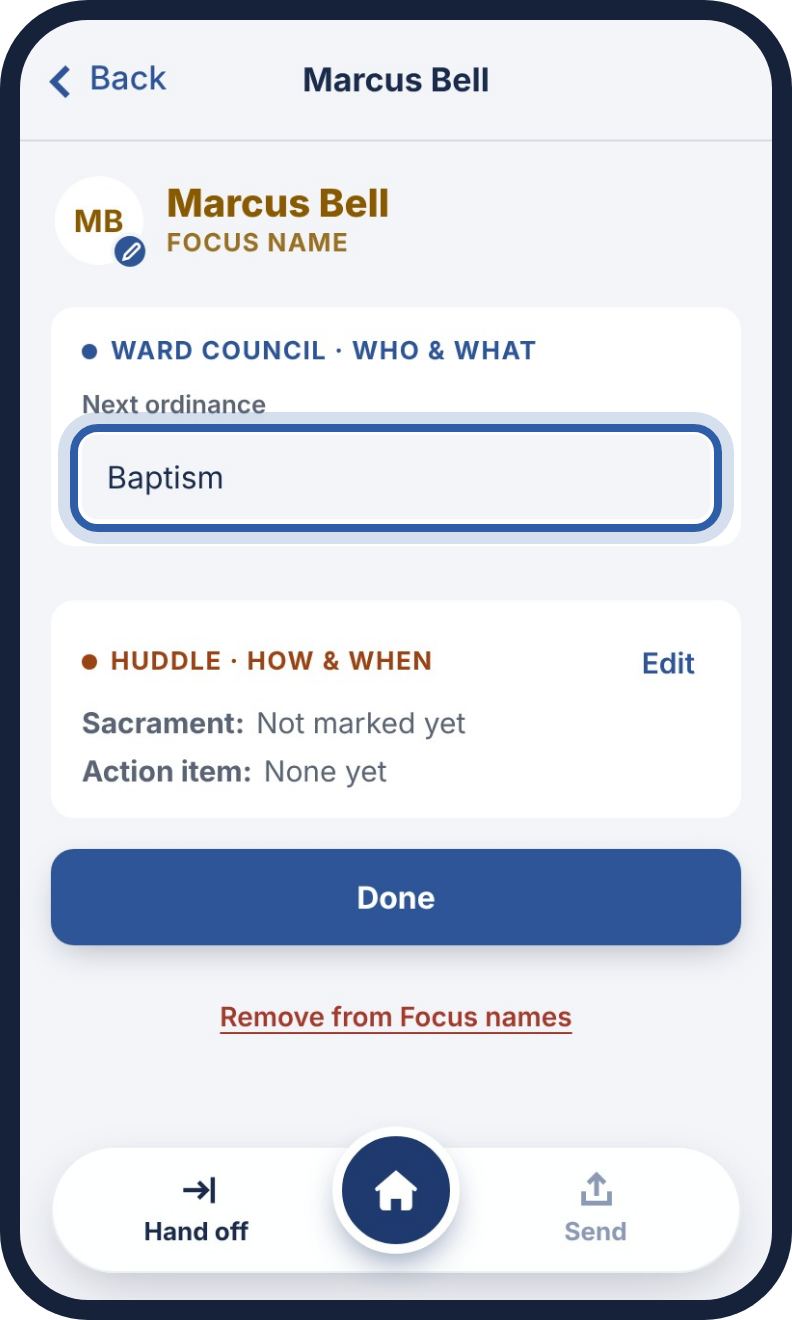 Back
Marcus Bell
MB
Marcus Bell
FOCUS NAME
WARD COUNCIL · WHO & WHAT
Next ordinance
Baptism
HUDDLE · HOW & WHEN
Edit
Sacrament: Not marked yet
Action item: None yet
Done
Remove from Focus names
Hand off
Send